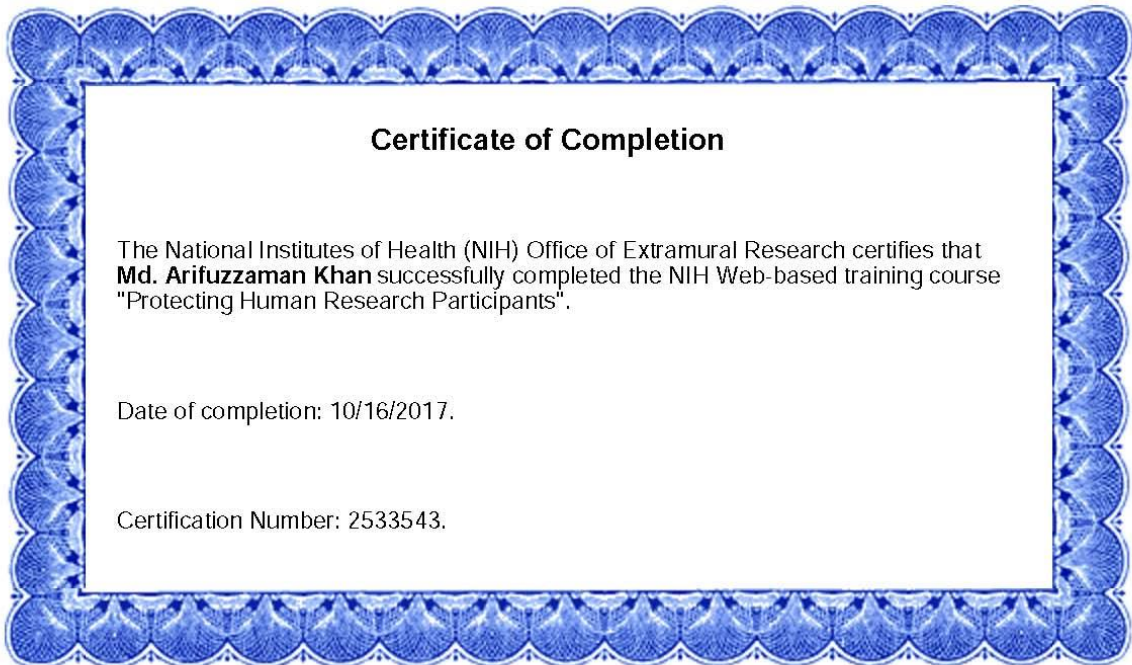 Certificate of Completion
The National Institutes of Health (NIH) Office of Extramural Research certifies that
Md. Arifuzzaman Khan successfully completed the NIH Web-based training course
"Protecting Human Research Participants".
Date of completion: 10/16/2017.
Certification Number: 2533543.